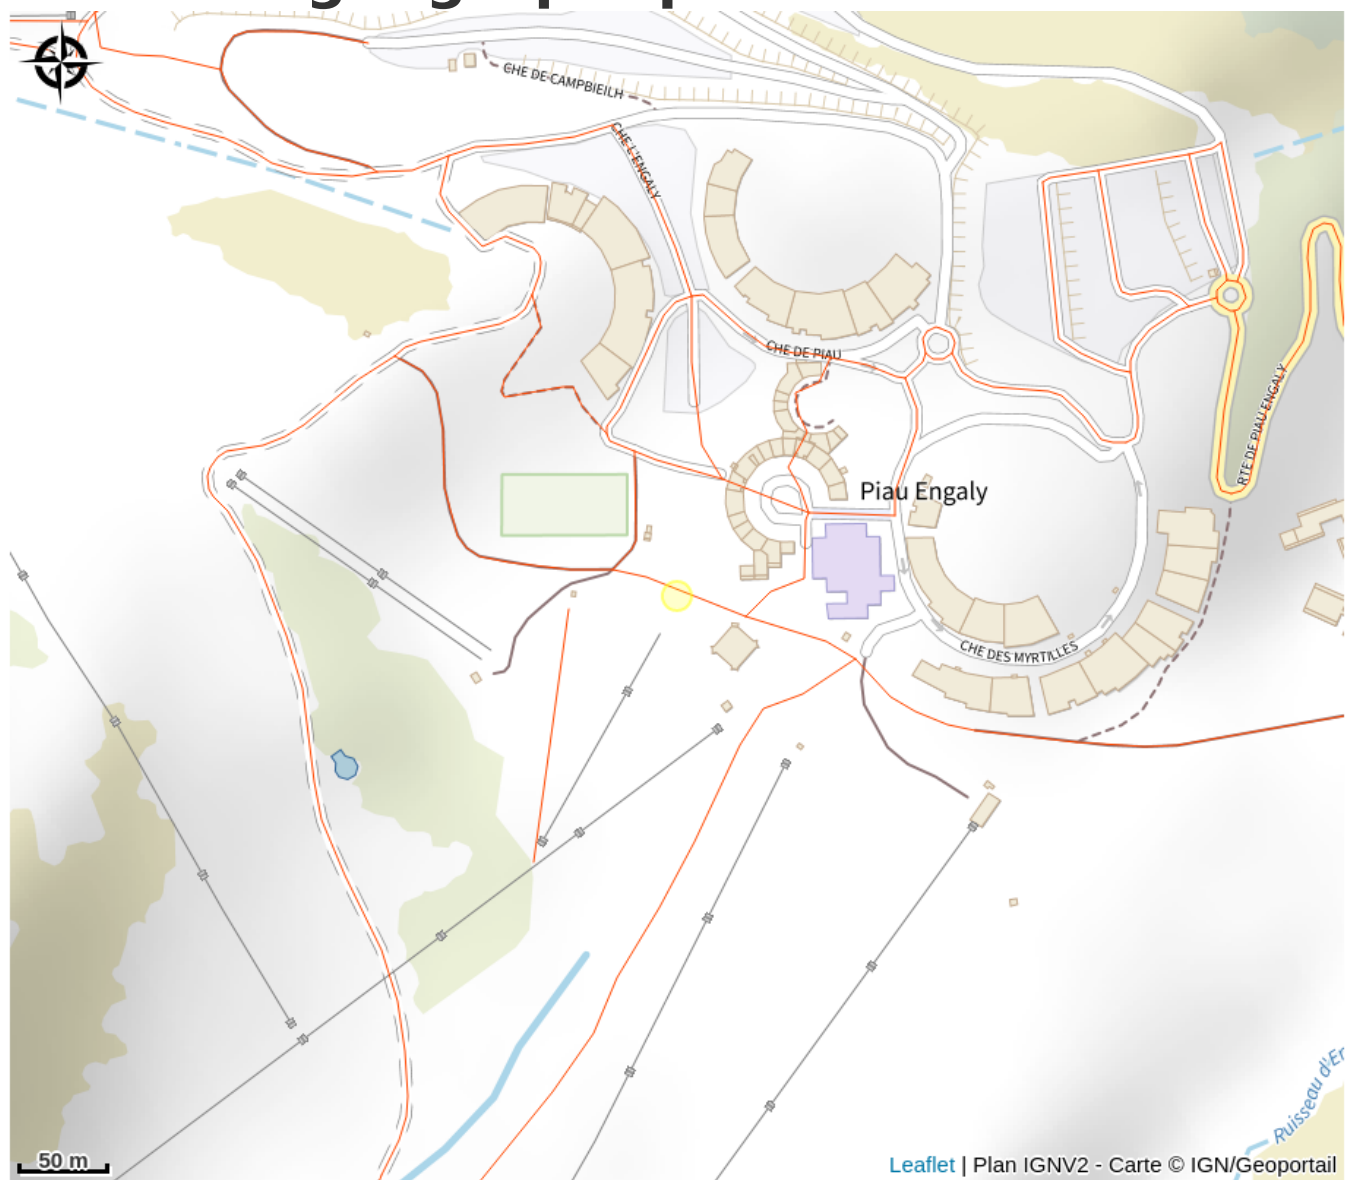 CHE DE CAMPBIEILH
CHE L'ENGALY
CHE DE PIAU
RTE DE PIAU ENGALY
Piau Engaly
CHE DES MYRTILLES
Ruisseau d'En
50 m
Leaflet | Plan IGNV2 - Carte © IGN/Geoportail